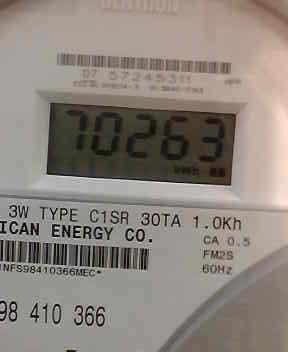 CENTRON
07 57245311
70263
kWh
3W TYPE C1SR 30TA 1.0Kh
ICAN ENERGY CO.
CA 0.5
FM2S
60Hz
INFS98410366MEC*
98 410 366